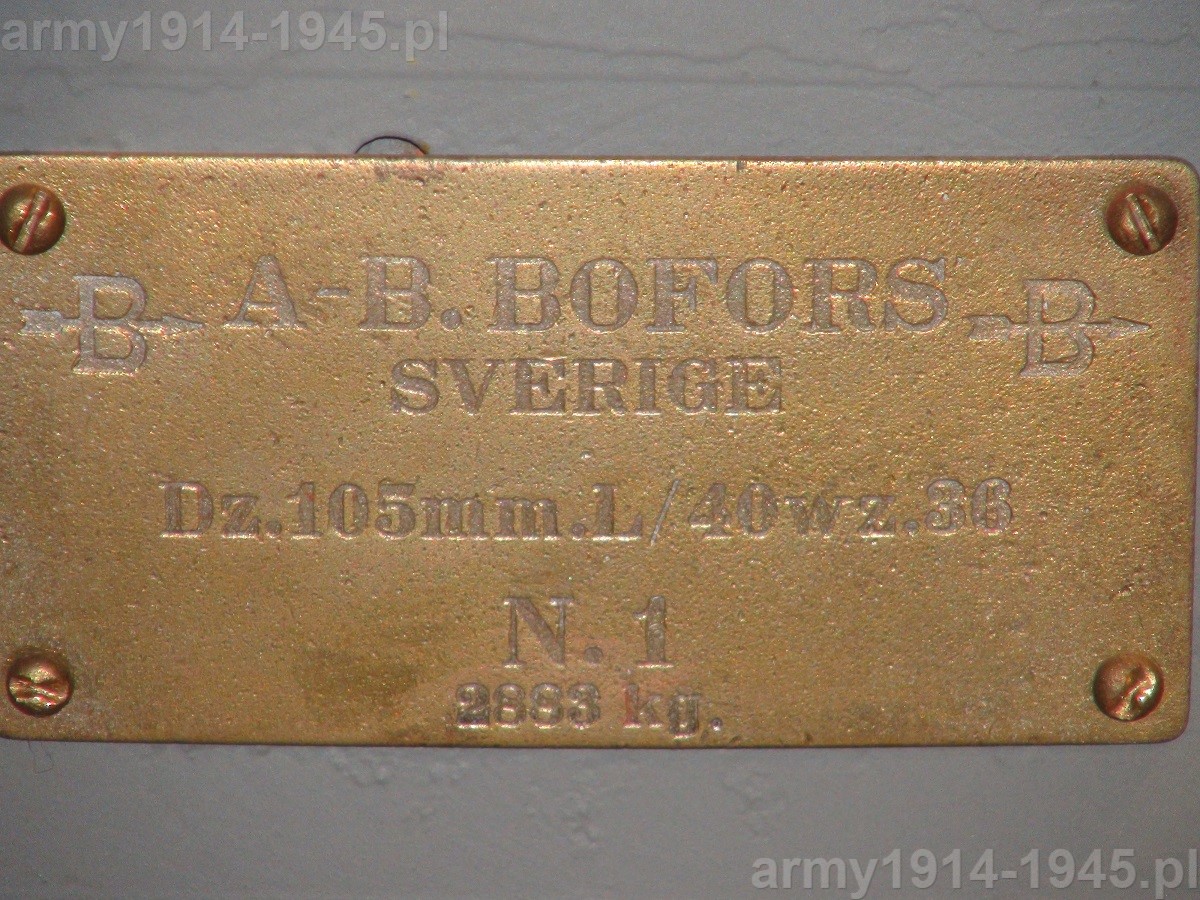 army1914-1945.pl
B A-B. BOFORS B
SVERIGE
Dz.105mm.L/40wz.36
N. 1
2883 kg.
army1914-1945.pl